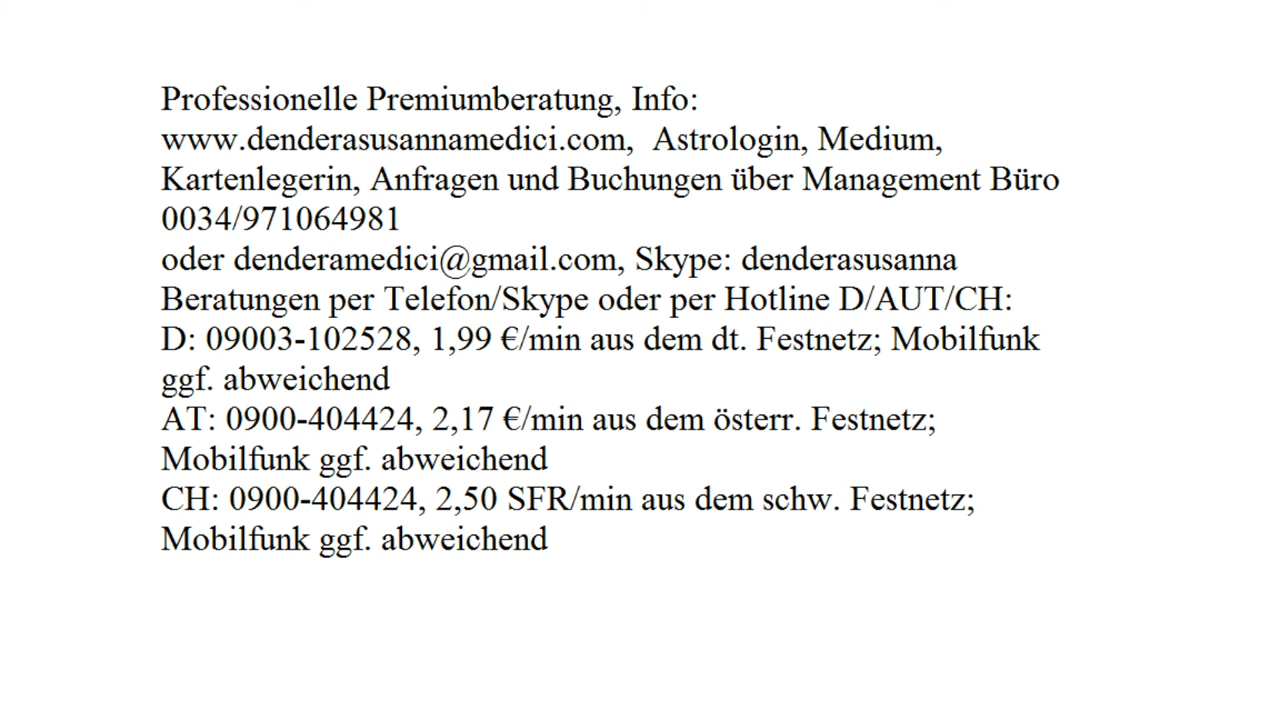 Professionelle Premiumberatung, Info:
www.denderasusannamedici.com,  Astrologin, Medium,
Kartenlegerin, Anfragen und Buchungen über Management Büro
0034/971064981
oder denderamedici@gmail.com, Skype: denderasusanna
Beratungen per Telefon/Skype oder per Hotline D/AUT/CH:
D: 09003-102528, 1,99 €/min aus dem dt. Festnetz; Mobilfunk
ggf. abweichend
AT: 0900-404424, 2,17 €/min aus dem österr. Festnetz;
Mobilfunk ggf. abweichend
CH: 0900-404424, 2,50 SFR/min aus dem schw. Festnetz;
Mobilfunk ggf. abweichend